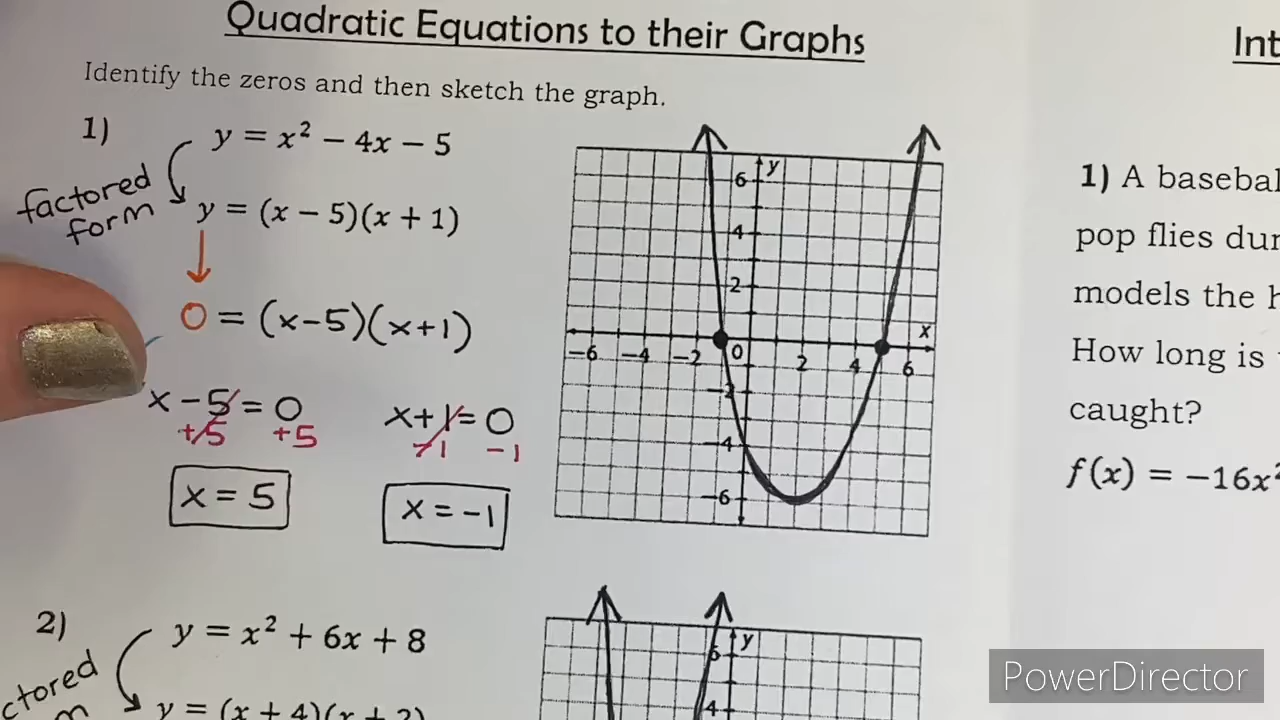 Quadratic Equations to their Graphs
Identify the zeros and then sketch the graph.
1)
y = x² − 4x − 5
factored
form
y = (x − 5)(x + 1)
0 = (x-5)(x+1)
x - 5 = 0
+5 +5
x+1=0
-1 -1
x = 5
x = -1
y
6
4
2
x
−6 −4 −2 0 2 4 6
−2
−4
−6
2)
y = x² + 6x + 8
y = (x + 4)(x + 2)
y
6
4
Int
1) A basebal
pop flies dur
models the h
How long is
caught?
f(x) = −16x²
PowerDirector